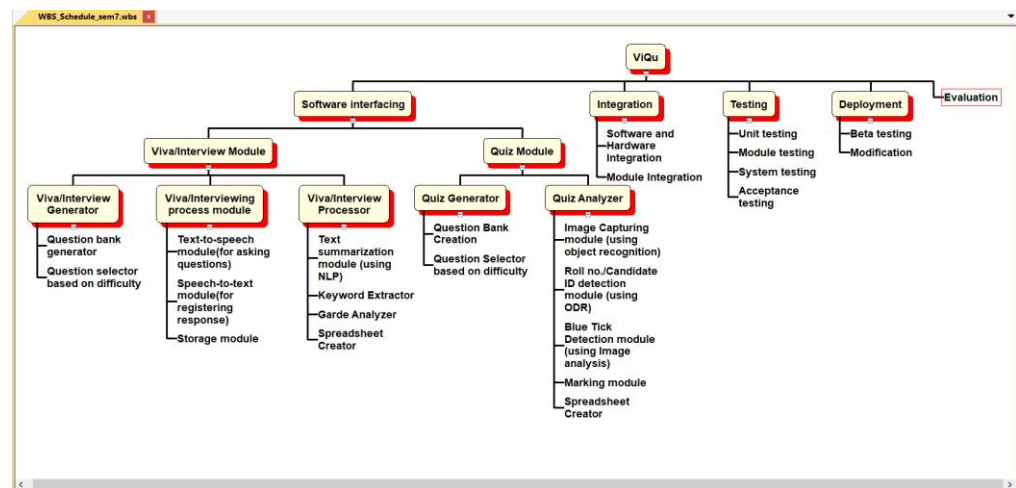 WBS_Schedule_sem7.wbs
ViQu
Software interfacing
Integration
Testing
Deployment
Evaluation
Software and
Hardware
Integration
Module Integration
Unit testing
Module testing
System testing
Acceptance
testing
Beta testing
Modification
Viva/Interview Module
Quiz Module
Viva/Interview
Generator
Question bank
generator
Question selector
based on difficulty
Viva/Interviewing
process module
Text-to-speech
module(for asking
questions)
Speech-to-text
module(for
registering
response)
Storage module
Viva/Interview
Processor
Text
summarization
module (using
NLP)
Keyword Extractor
Garde Analyzer
Spreadsheet
Creator
Quiz Generator
Question Bank
Creation
Question Selector
based on difficulty
Quiz Analyzer
Image Capturing
module (using
object recognition)
Roll no./Candidate
ID detection
module (using
ODR)
Blue Tick
Detection module
(using Image
analysis)
Marking module
Spreadsheet
Creator